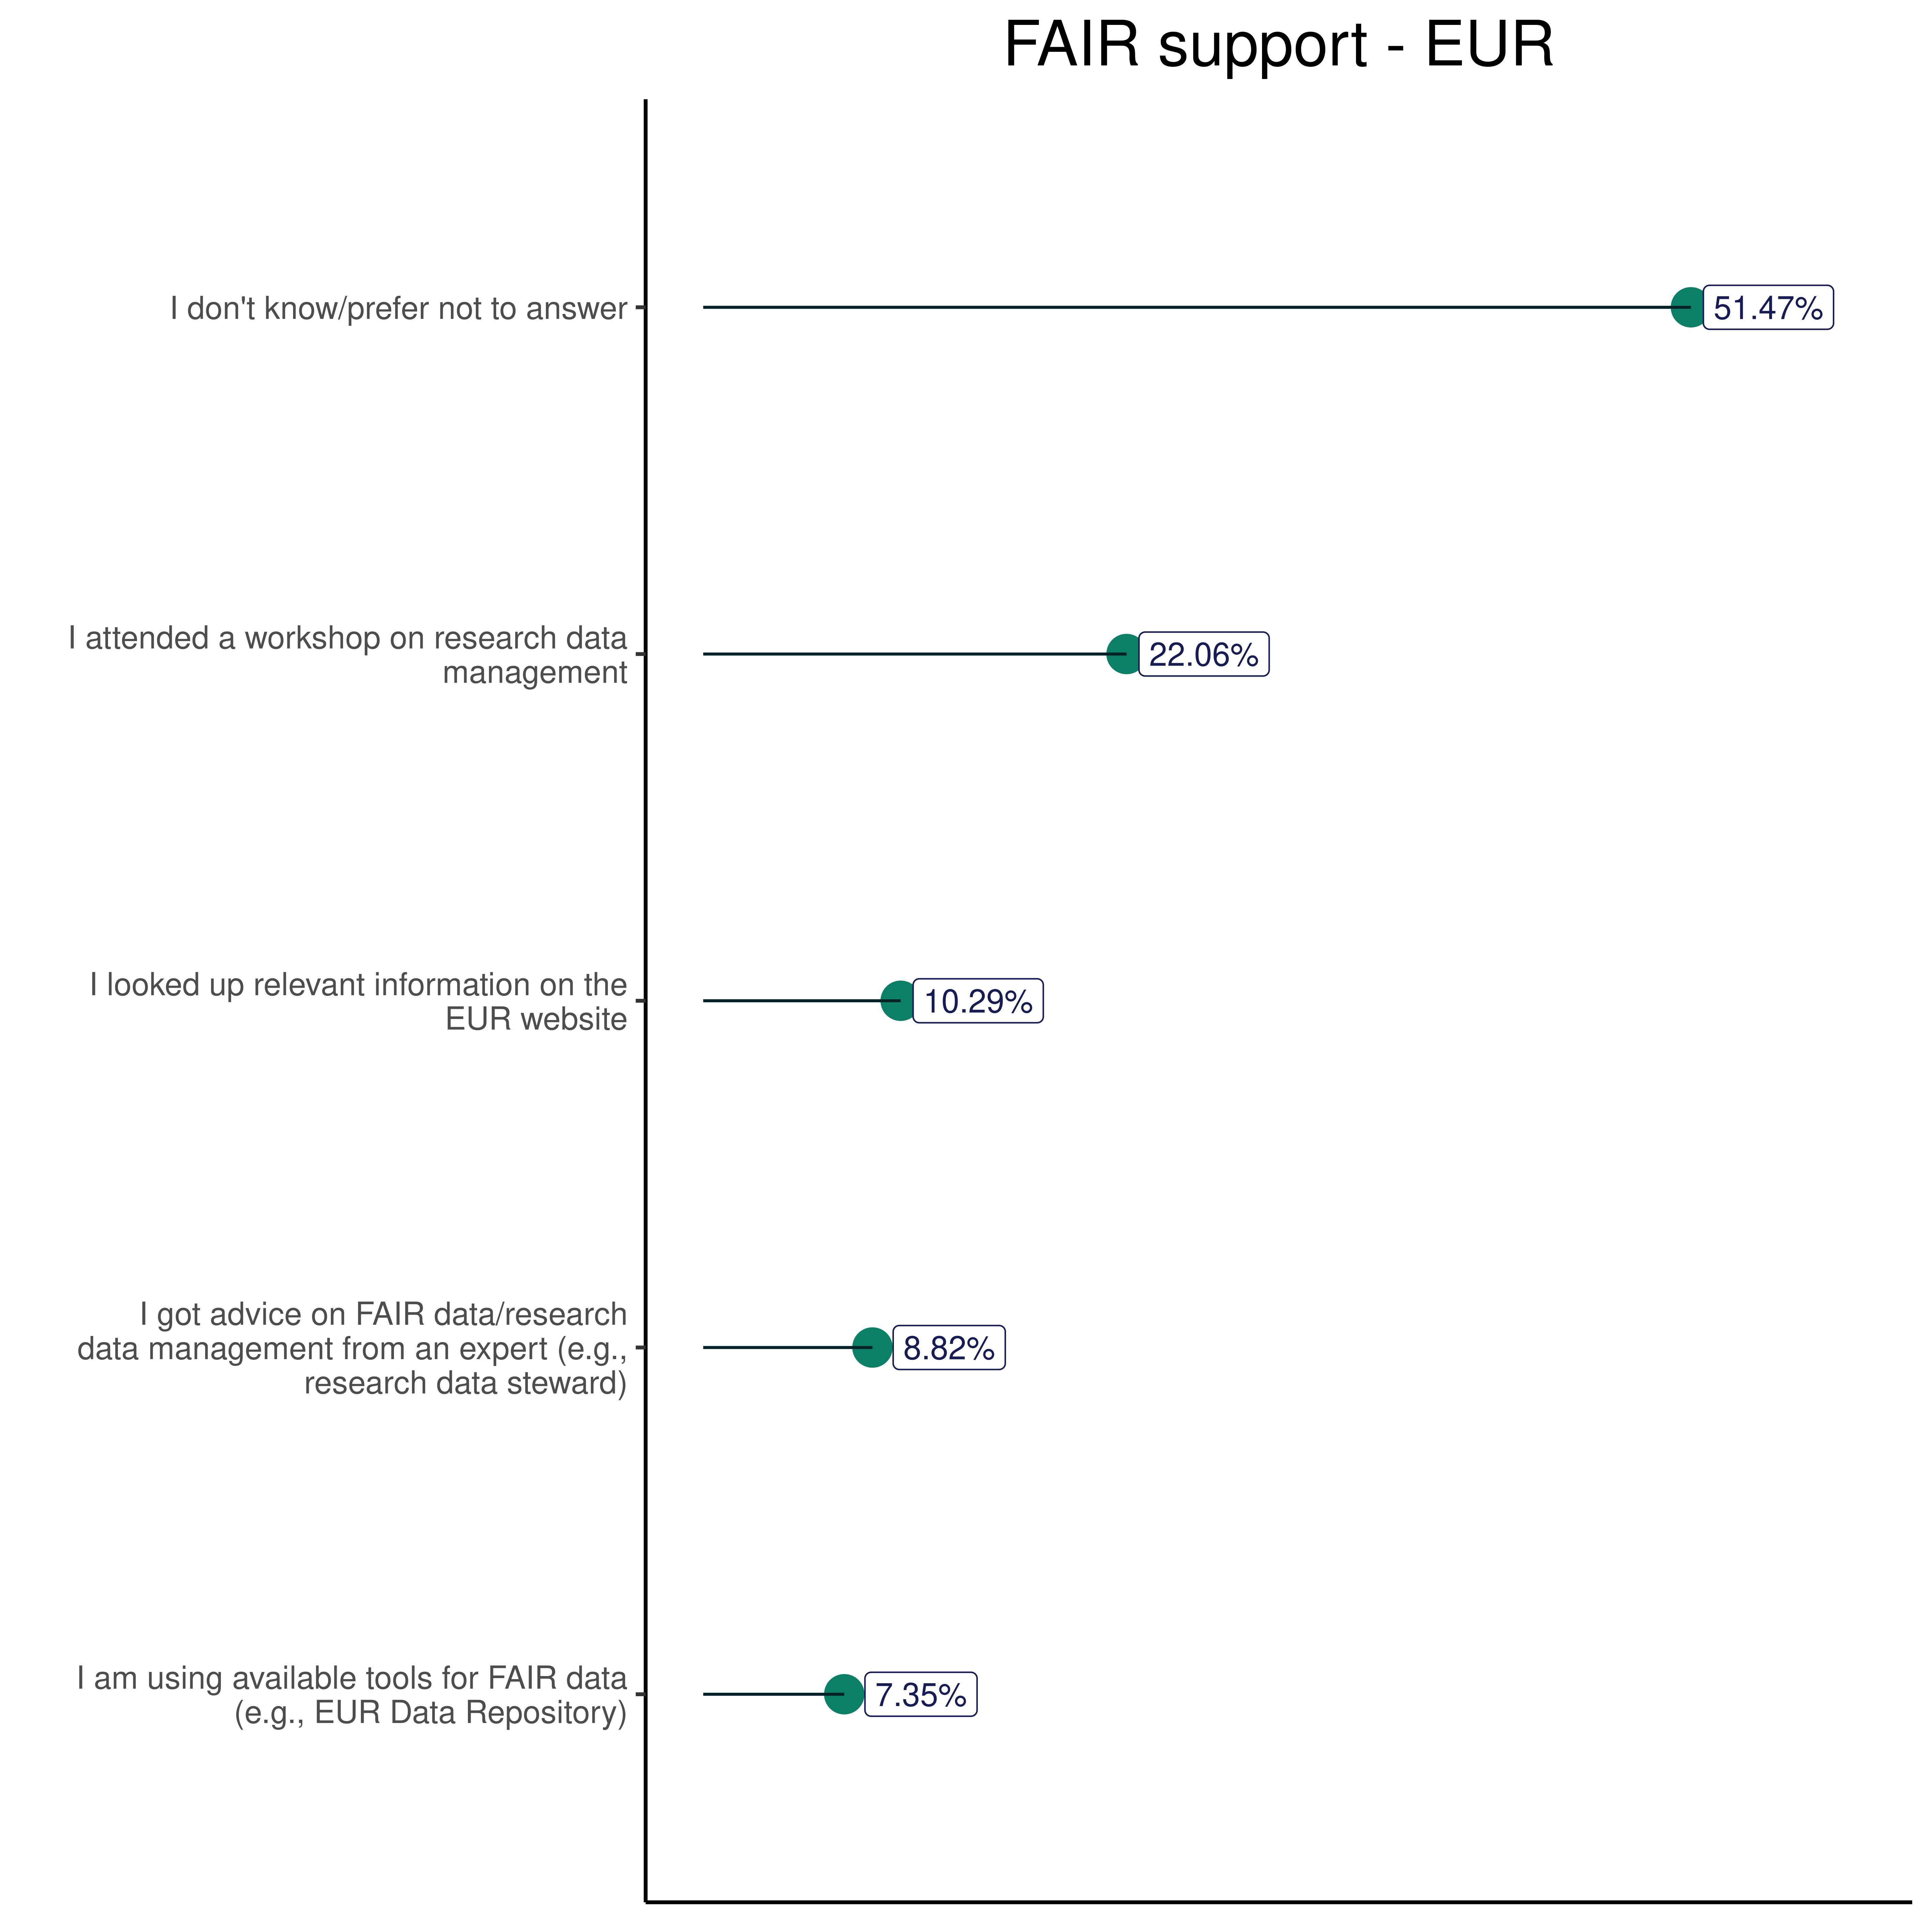 FAIR support - EUR
I don't know/prefer not to answer
51.47%
I attended a workshop on research data
management
22.06%
I looked up relevant information on the
EUR website
10.29%
I got advice on FAIR data/research
data management from an expert (e.g.,
research data steward)
8.82%
I am using available tools for FAIR data
(e.g., EUR Data Repository)
7.35%